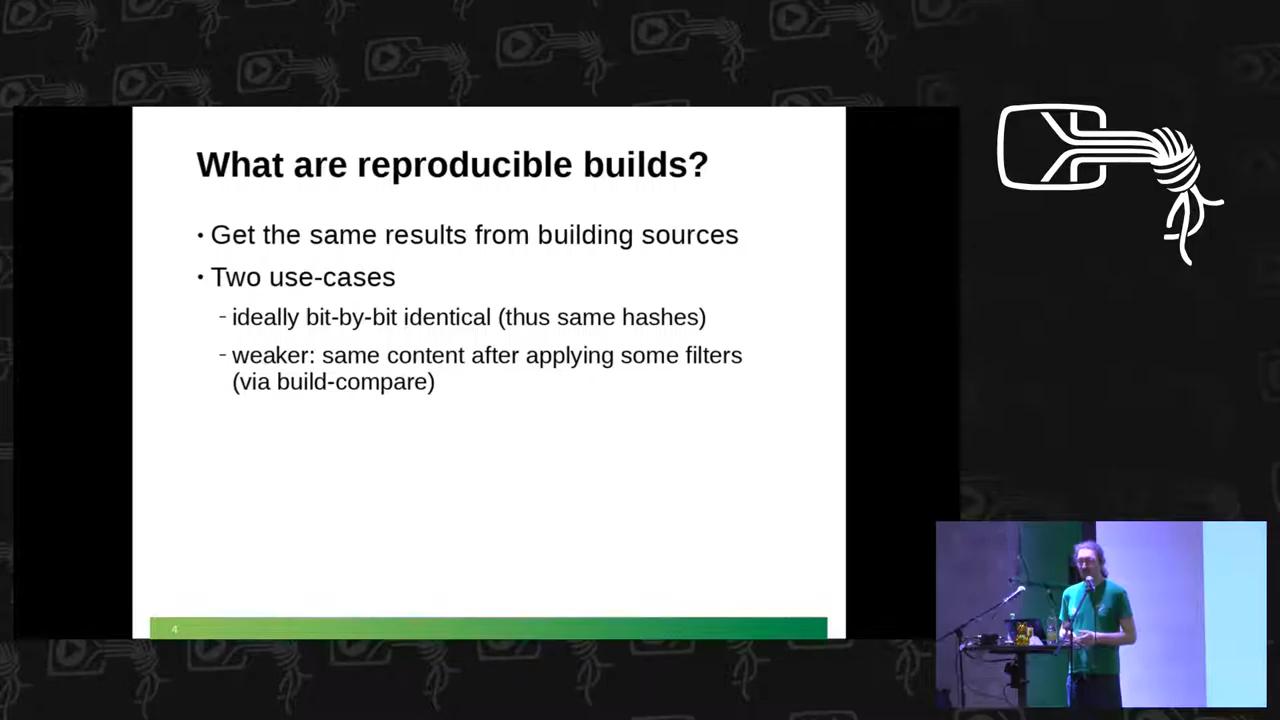 What are reproducible builds?
• Get the same results from building sources
• Two use-cases
- ideally bit-by-bit identical (thus same hashes)
- weaker: same content after applying some filters
(via build-compare)
4